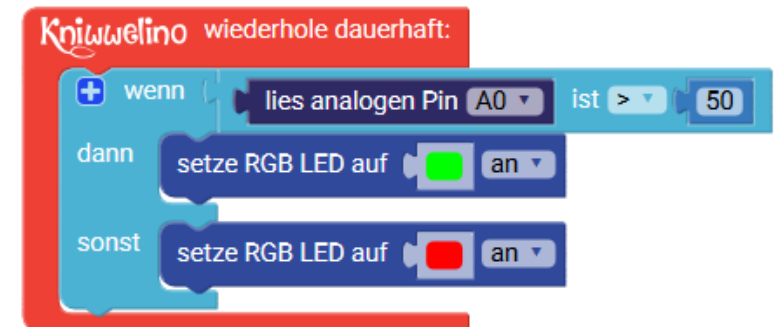 Kniwwelino wiederhole dauerhaft:
wenn lies analogen Pin A0 ist > 50
dann setze RGB LED auf an
sonst setze RGB LED auf an